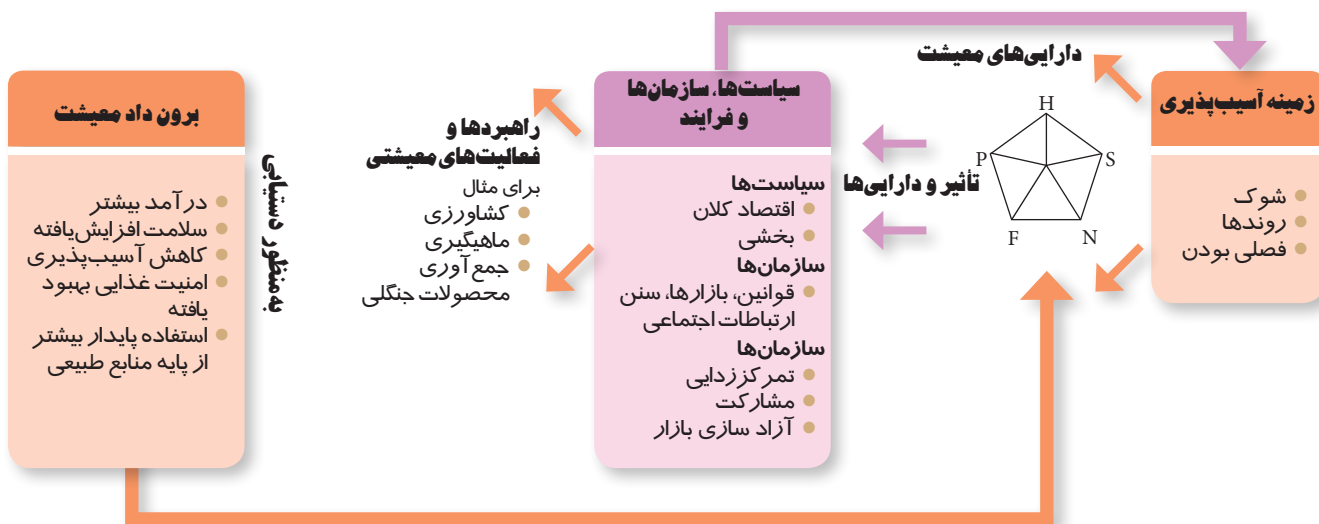 زمینه آسیب‌پذیری
شوک
روندها
فصلی بودن
دارایی‌های معیشت
H
P
S
F
N
تأثیر و دارایی‌ها
سیاست‌ها، سازمان‌ها
و فرایند
سیاست‌ها
اقتصاد کلان
بخشی
سازمان‌ها
قوانین، بازارها، سنن
ارتباطات اجتماعی
سازمان‌ها
تمرکززدایی
مشارکت
آزاد سازی بازار
راهبردها و
فعالیت‌های معیشتی
برای مثال
کشاورزی
ماهیگیری
جمع‌آوری
محصولات جنگلی
به‌منظور دستیابی
برون داد معیشت
درآمد بیشتر
سلامت افزایش‌یافته
کاهش آسیب‌پذیری
امنیت غذایی بهبود
یافته
استفاده پایدار بیشتر
از پایه منابع طبیعی